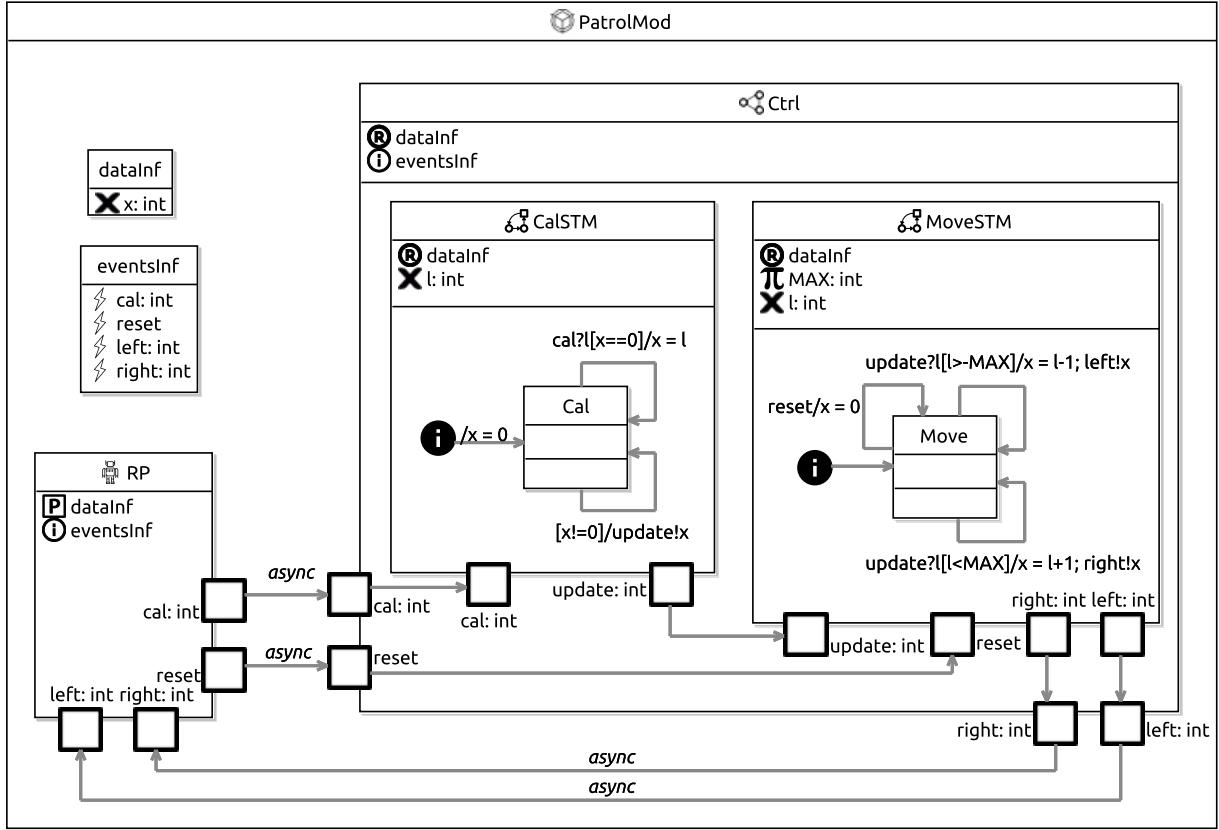 PatrolMod
Ctrl
dataInf
eventsInf
dataInf
x: int
eventsInf
cal: int
reset
left: int
right: int
CalSTM
dataInf
l: int
cal?l[x==0]/x = l
Cal
i
/x = 0
[x!=0]/update!x
MoveSTM
dataInf
MAX: int
l: int
update?l[l>-MAX]/x = l-1; left!x
reset/x = 0
Move
i
update?l[l<MAX]/x = l+1; right!x
RP
dataInf
eventsInf
cal: int
async
cal: int
cal: int
update: int
right: int left: int
update: int
reset
reset
async
reset
left: int right: int
right: int
left: int
async
async